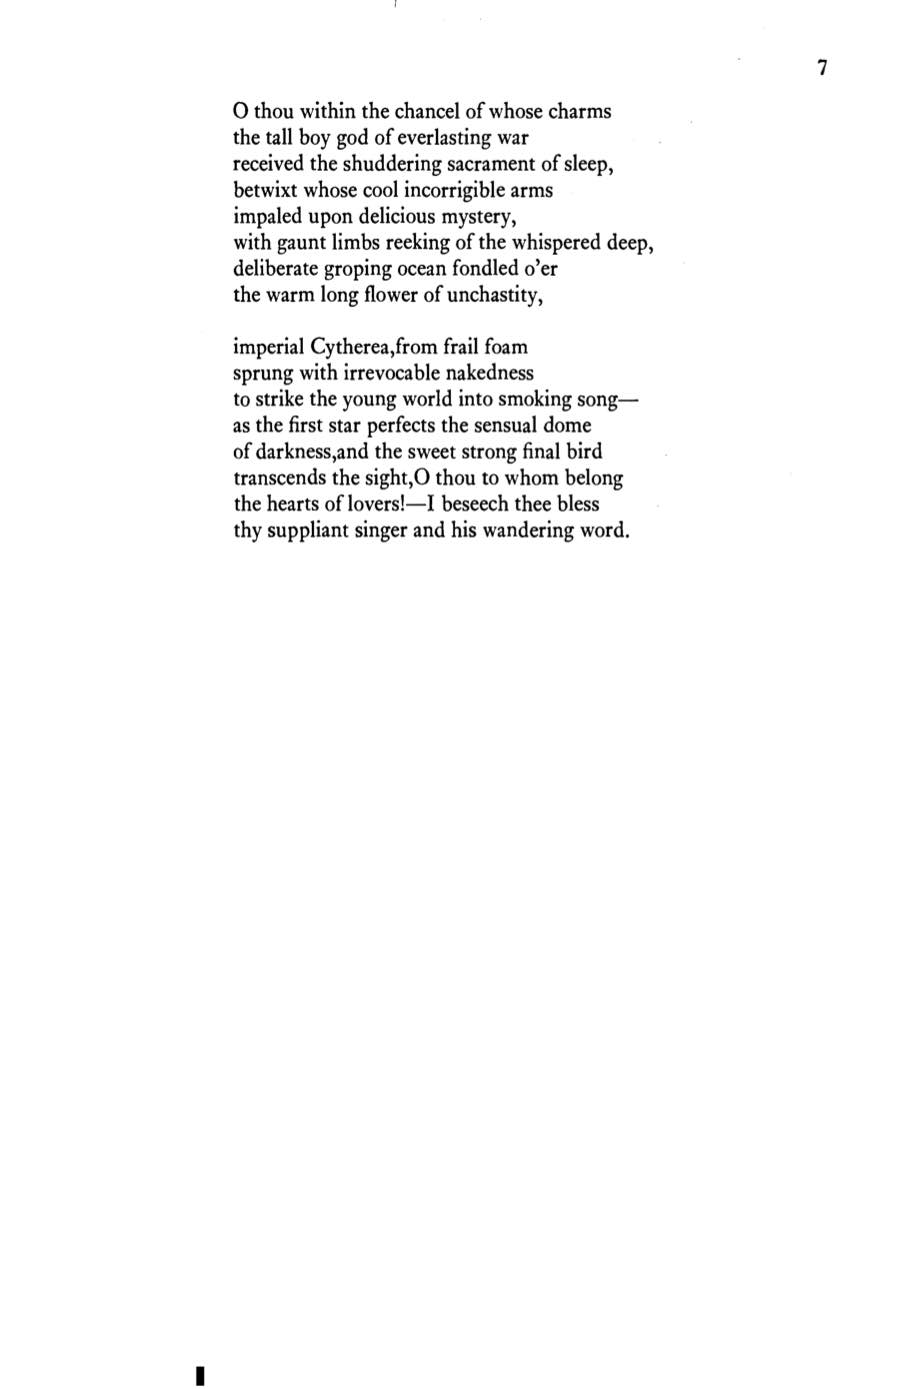 7
O thou within the chancel of whose charms
the tall boy god of everlasting war
received the shuddering sacrament of sleep,
betwixt whose cool incorrigible arms
impaled upon delicious mystery,
with gaunt limbs reeking of the whispered deep,
deliberate groping ocean fondled o’er
the warm long flower of unchastity,

imperial Cytherea,from frail foam
sprung with irrevocable nakedness
to strike the young world into smoking song—
as the first star perfects the sensual dome
of darkness,and the sweet strong final bird
transcends the sight,O thou to whom belong
the hearts of lovers!—I beseech thee bless
thy suppliant singer and his wandering word.